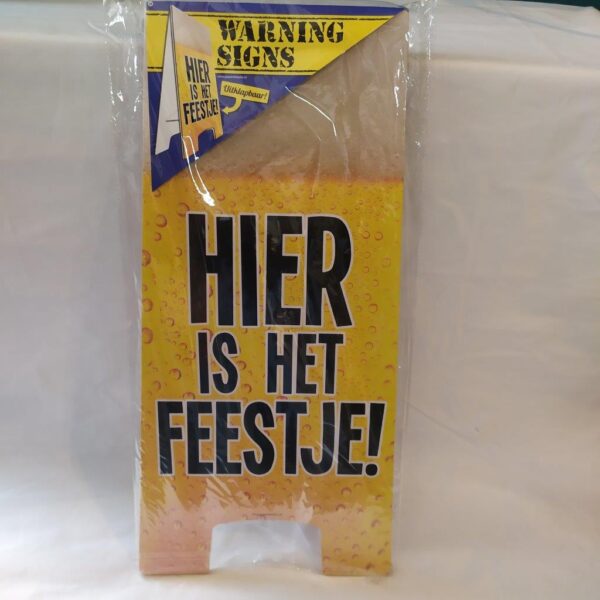 WARNING
SIGNS
HIER
IS HET
FEESTJE!
Uitklapbaar!
HIER
IS HET
FEESTJE!